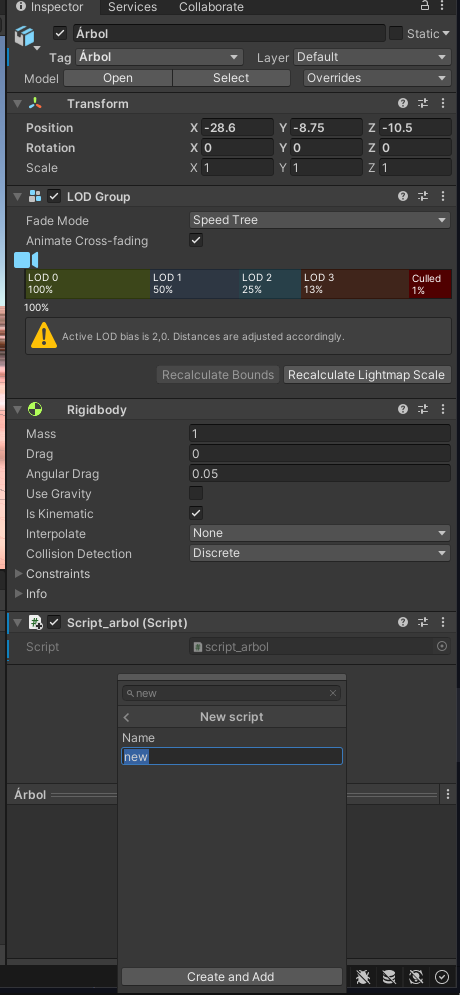 Inspector Services Collaborate
Árbol Static
Tag Árbol Layer Default
Model Open Select Overrides
Transform
Position X -28.6 Y -8.75 Z -10.5
Rotation X 0 Y 0 Z 0
Scale X 1 Y 1 Z 1
LOD Group
Fade Mode Speed Tree
Animate Cross-fading
LOD 0 LOD 1 LOD 2 LOD 3 Culled
100% 50% 25% 13% 1%
100%
Active LOD bias is 2,0. Distances are adjusted accordingly.
Recalculate Bounds Recalculate Lightmap Scale
Rigidbody
Mass 1
Drag 0
Angular Drag 0.05
Use Gravity
Is Kinematic
Interpolate None
Collision Detection Discrete
Constraints
Info
Script_arbol (Script)
Script script_arbol
new
New script
Name
new
Árbol
Create and Add